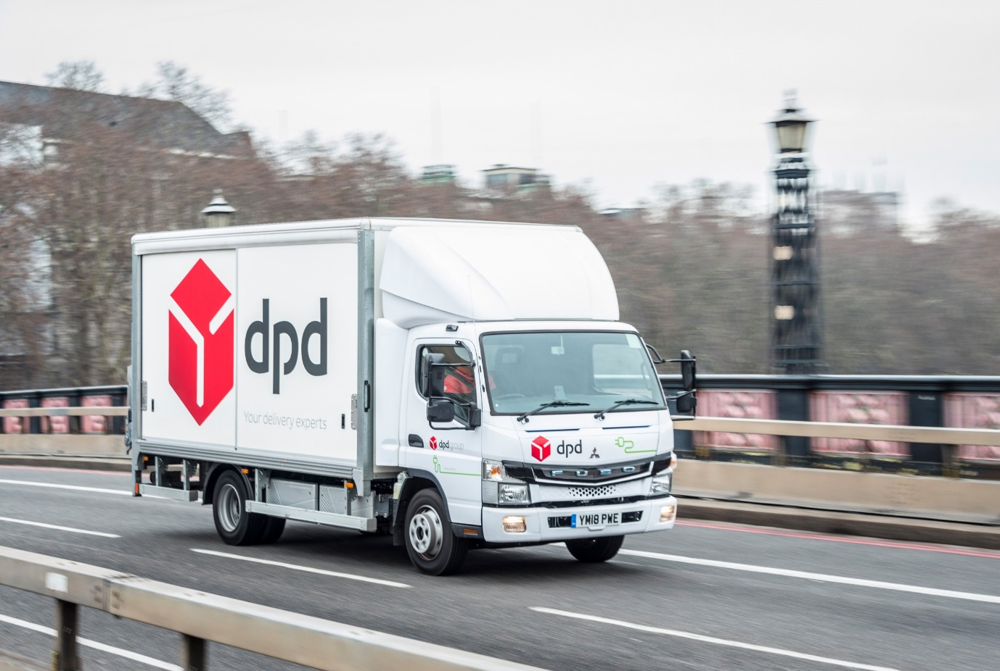 dpd
Your delivery experts
dpdgroup
dpd
FUSO
YM18 PWE